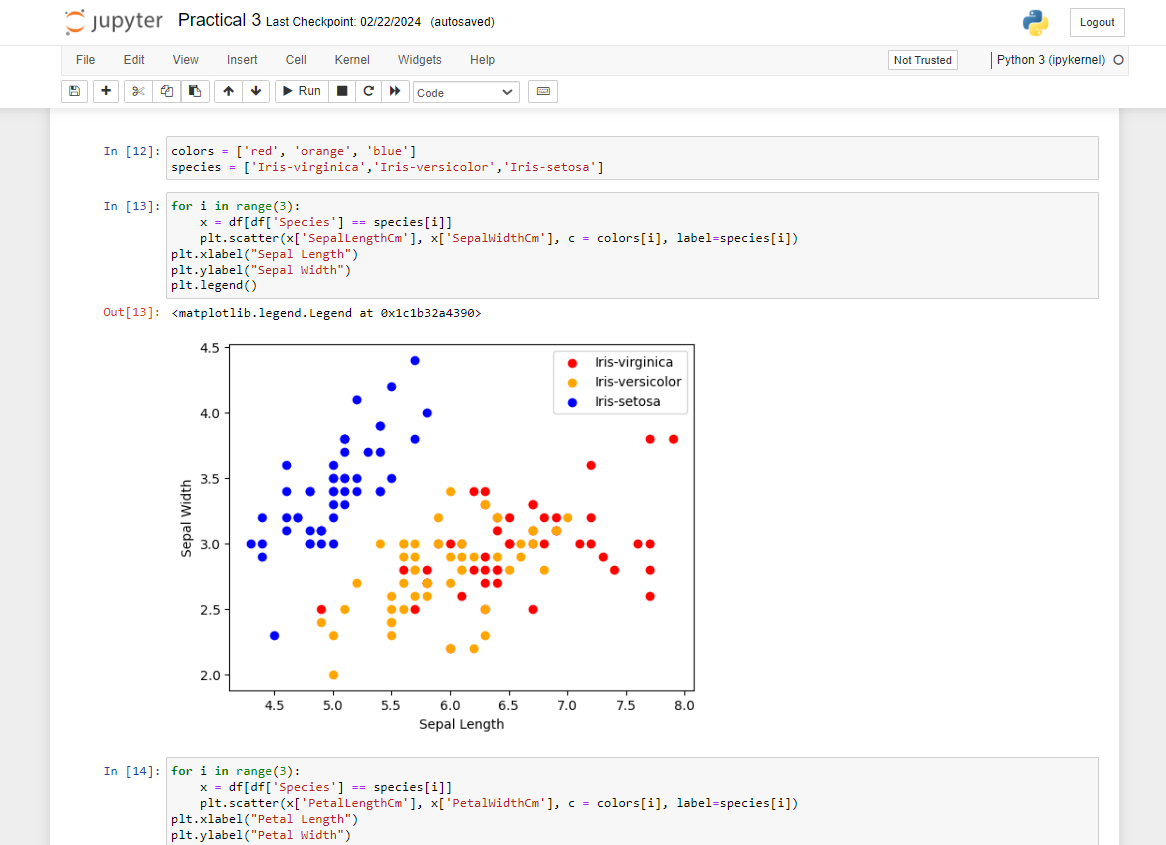 jupyter Practical 3 Last Checkpoint: 02/22/2024 (autosaved) Logout
File Edit View Insert Cell Kernel Widgets Help Not Trusted Python 3 (ipykernel)
Run Code
In [12]: colors = ['red', 'orange', 'blue']
species = ['Iris-virginica','Iris-versicolor','Iris-setosa']
In [13]: for i in range(3):
    x = df[df['Species'] == species[i]]
    plt.scatter(x['SepalLengthCm'], x['SepalWidthCm'], c = colors[i], label=species[i])
plt.xlabel("Sepal Length")
plt.ylabel("Sepal Width")
plt.legend()
Out[13]: <matplotlib.legend.Legend at 0x1c1b32a4390>
4.5
Iris-virginica
Iris-versicolor
Iris-setosa
4.0
3.5
Sepal Width
3.0
2.5
2.0
4.5 5.0 5.5 6.0 6.5 7.0 7.5 8.0
Sepal Length
In [14]: for i in range(3):
    x = df[df['Species'] == species[i]]
    plt.scatter(x['PetalLengthCm'], x['PetalWidthCm'], c = colors[i], label=species[i])
plt.xlabel("Petal Length")
plt.ylabel("Petal Width")